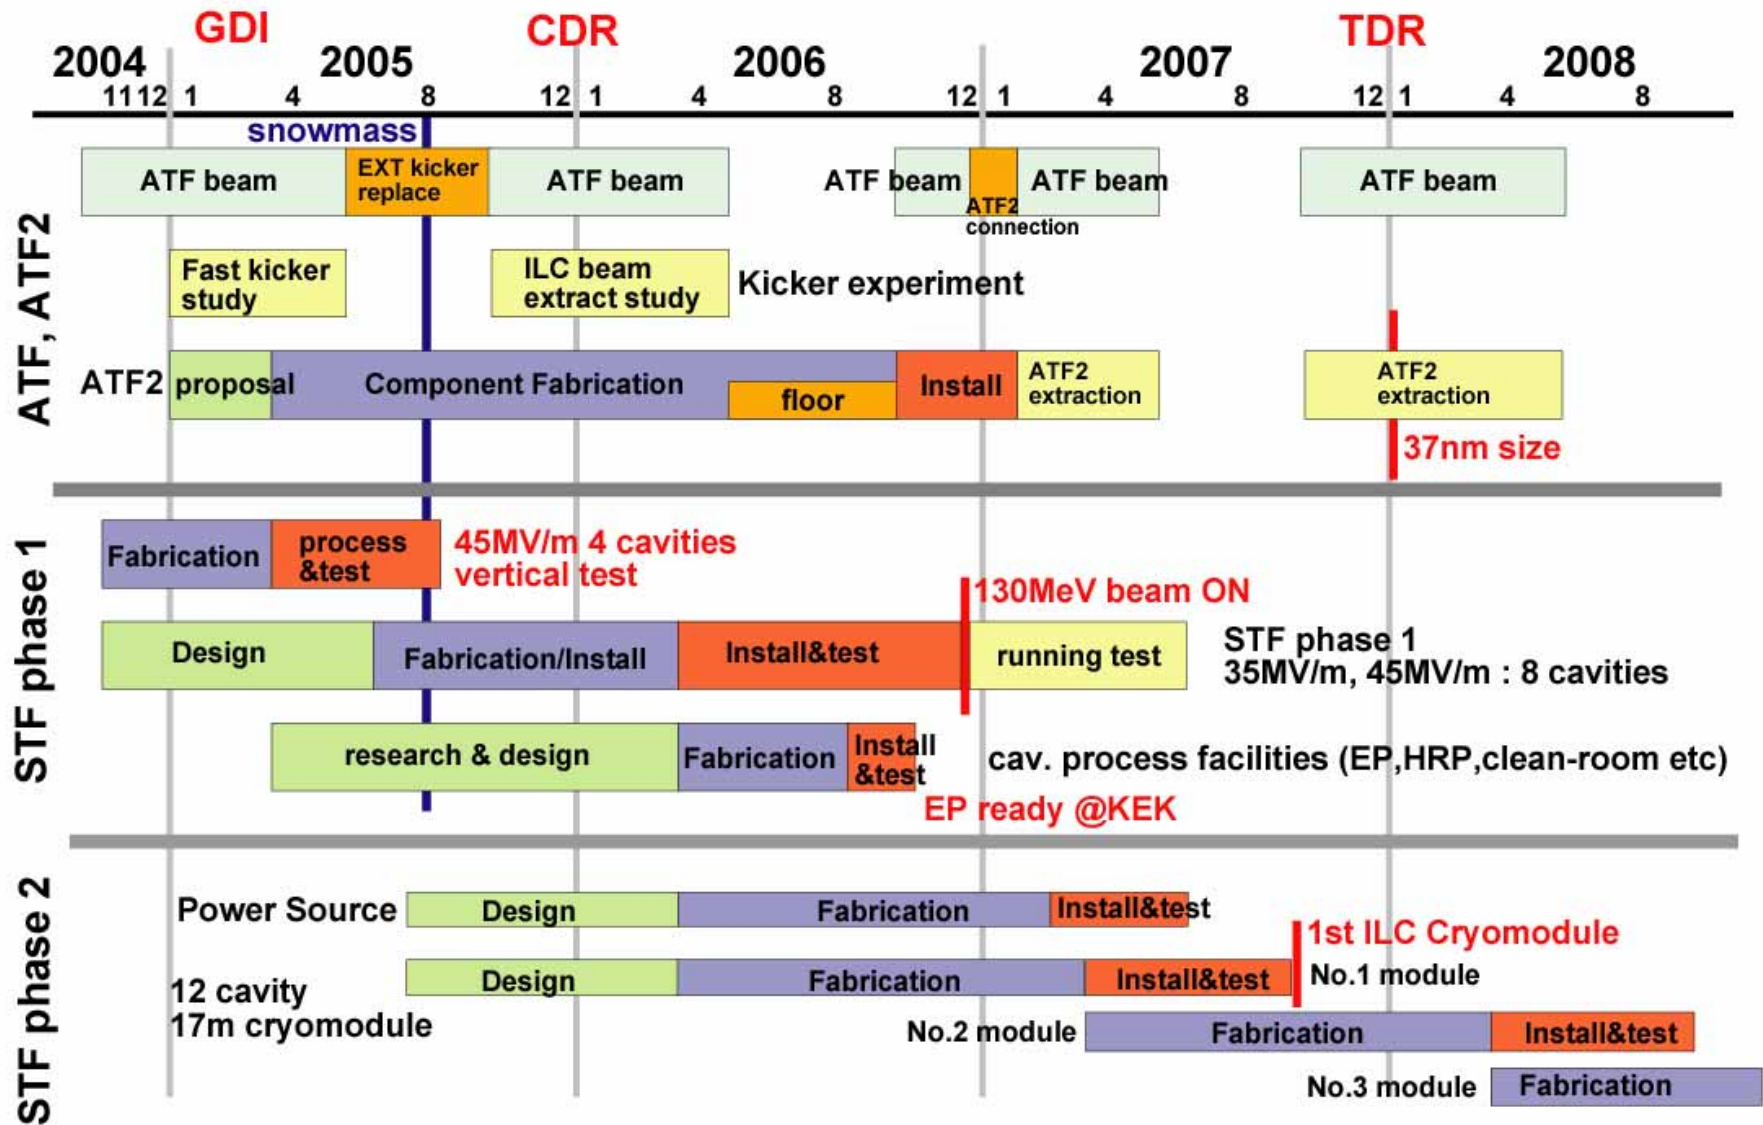 GDI CDR TDR
2004 2005 2006 2007 2008
11 12 1 4 8 12 1 4 8 12 1 4 8 12 1 4 8
snowmass
ATF, ATF2
ATF beam
EXT kicker
replace
ATF beam
ATF beam
ATF2
connection
ATF beam
ATF beam
Fast kicker
study
ILC beam
extract study
Kicker experiment
ATF2
proposal
Component Fabrication
floor
Install
ATF2
extraction
ATF2
extraction
37nm size
STF phase 1
Fabrication
process
&test
45MV/m 4 cavities
vertical test
130MeV beam ON
Design
Fabrication/Install
Install&test
running test
STF phase 1
35MV/m, 45MV/m : 8 cavities
research & design
Fabrication
Install
&test
cav. process facilities (EP,HRP,clean-room etc)
EP ready @KEK
STF phase 2
Power Source
Design
Fabrication
Install&test
1st ILC Cryomodule
12 cavity
17m cryomodule
Design
Fabrication
Install&test
No.1 module
No.2 module
Fabrication
Install&test
No.3 module
Fabrication